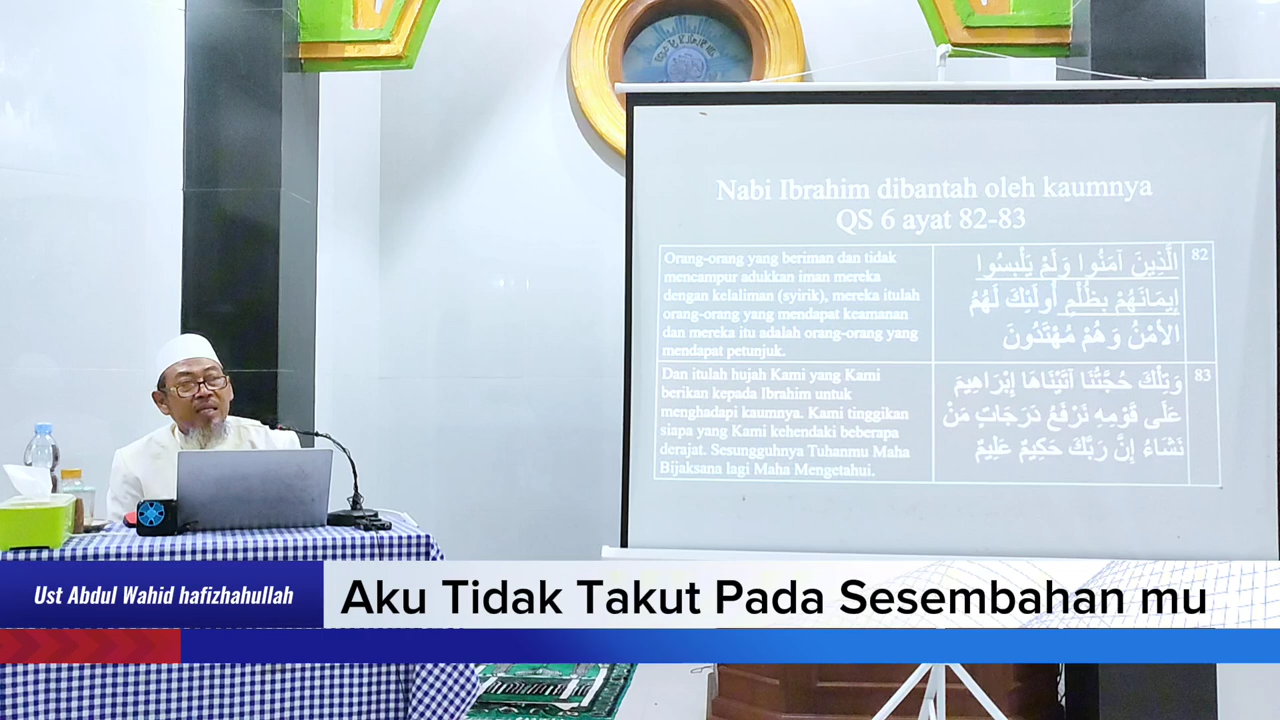 Nabi Ibrahim dibantah oleh kaumnya
QS 6 ayat 82-83
Orang-orang yang beriman dan tidak
mencampur adukkan iman mereka
dengan kelaliman (syirik), mereka itulah
orang-orang yang mendapat keamanan
dan mereka itu adalah orang-orang yang
mendapat petunjuk.
الَّذِينَ آمَنُوا وَلَمْ يَلْبِسُوا
إِيمَانَهُمْ بِظُلْمٍ أُولَئِكَ لَهُمُ
الأَمْنُ وَهُمْ مُهْتَدُونَ
82
Dan itulah hujah Kami yang Kami
berikan kepada Ibrahim untuk
menghadapi kaumnya. Kami tinggikan
siapa yang Kami kehendaki beberapa
derajat. Sesungguhnya Tuhanmu Maha
Bijaksana lagi Maha Mengetahui.
وَتِلْكَ حُجَّتُنَا آتَيْنَاهَا إِبْرَاهِيمَ
عَلَى قَوْمِهِ نَرْفَعُ دَرَجَاتٍ مَنْ
نَشَاءُ إِنَّ رَبَّكَ حَكِيمٌ عَلِيمٌ
83
Ust Abdul Wahid hafizhahullah
Aku Tidak Takut Pada Sesembahan mu